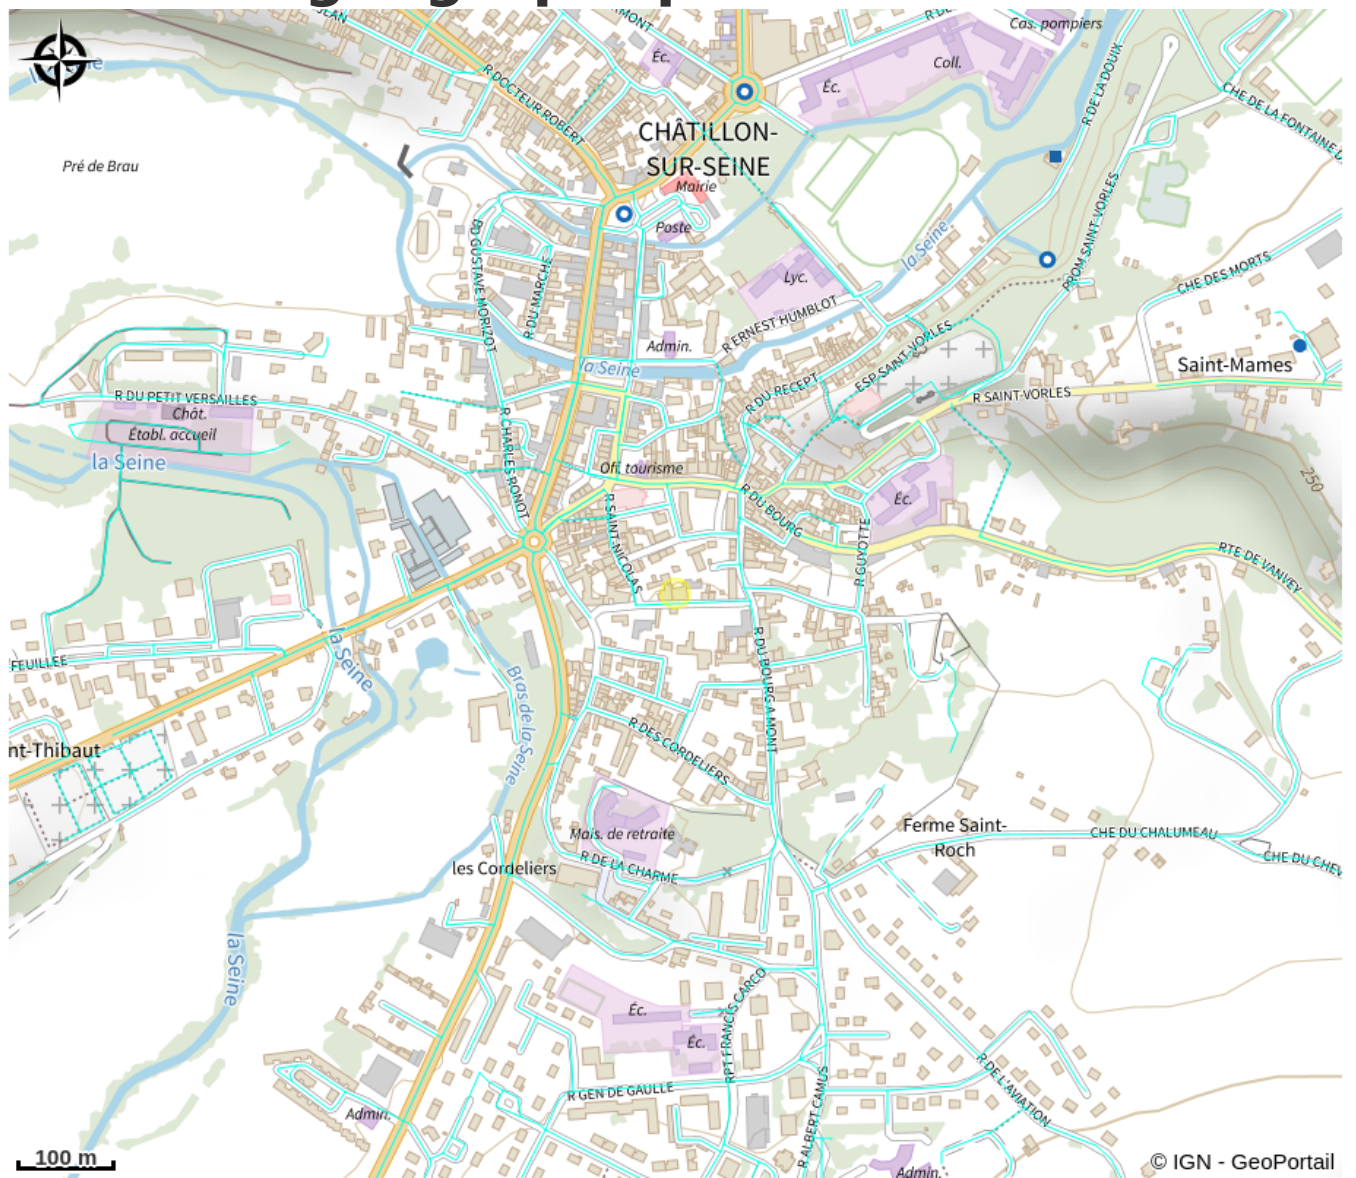 Cas. pompiers
Coll.
Éc.
Éc.
R DOCTEUR ROBERT
R DE LA DOUIX
CHE DE LA FONTAINE D
CHÂTILLON-
SUR-SEINE
Mairie
Pré de Brau
Poste
PROM SAINT-VORLES
la Seine
CHE DES MORTS
BD GUSTAVE MORIZOT
R DU MARCHE
Lyc.
R ERNEST HUMBLOT
Admin.
la Seine
ESP SAINT-VORLES
Saint-Mames
R DU RECEPT
R SAINT-VORLES
R DU PETIT VERSAILLES
Chât.
Établ. accueil
la Seine
R CHARLES RONOT
Off. tourisme
250
R DU BOURG
Éc.
R SAINT-NICOLAS
R GUYOTTE
RTE DE VANVEY
FEUILLEE
la Seine
R DU BOURG A MONT
Bras de la Seine
R DES CORDELIERS
nt-Thibaut
Mais. de retraite
Ferme Saint-
Roch
CHE DU CHALUMEAU
CHE DU CHEV
les Cordeliers
R DE LA CHARME
la Seine
Éc.
Éc.
RPT FRANCIS CARCO
R GEN DE GAULLE
R DE L'AVIATION
R ALBERT CAMUS
Admin.
Admin.
100 m
© IGN - GeoPortail